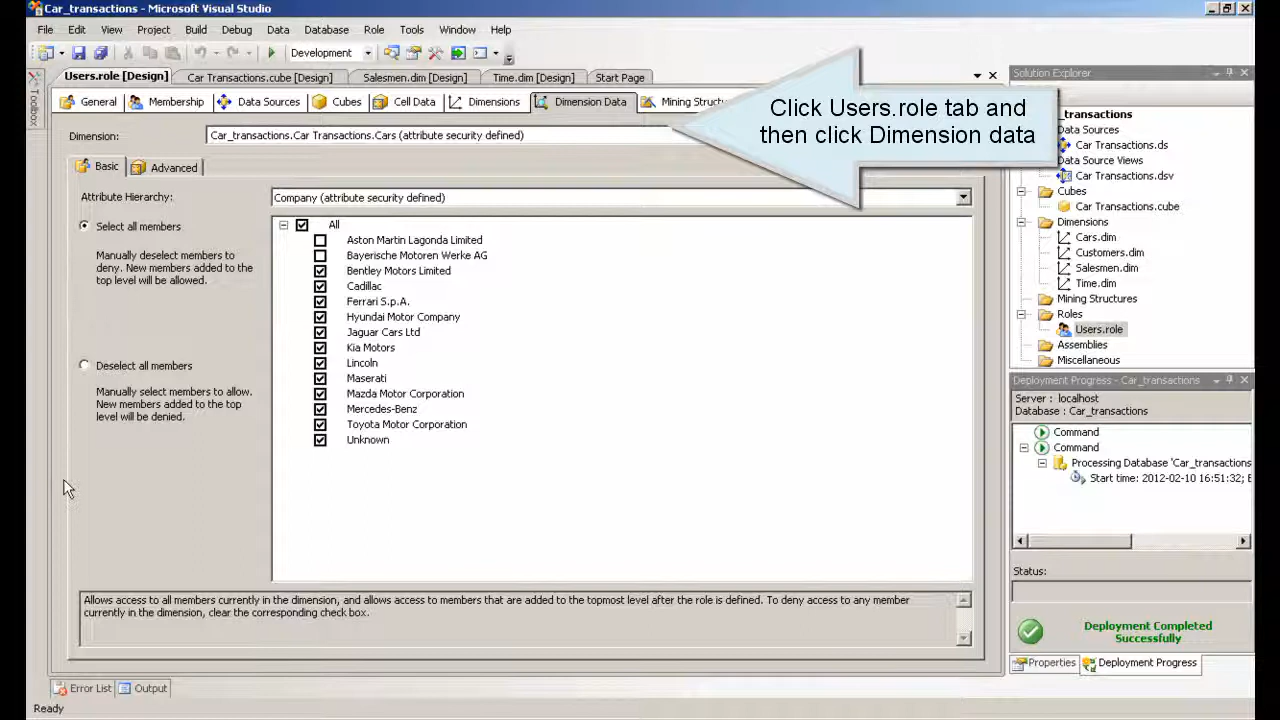 Car_transactions - Microsoft Visual Studio
File Edit View Project Build Debug Data Database Role Tools Window Help
Development
Users.role [Design] Car Transactions.cube [Design] Salesmen.dim [Design] Time.dim [Design] Start Page
General Membership Data Sources Cubes Cell Data Dimensions Dimension Data Mining Structu
Click Users.role tab and
then click Dimension data
Dimension: Car_transactions.Car Transactions.Cars (attribute security defined)
Basic Advanced
Attribute Hierarchy: Company (attribute security defined)
Select all members
Manually deselect members to
deny. New members added to the
top level will be allowed.
Deselect all members
Manually select members to allow.
New members added to the top
level will be denied.
All
Aston Martin Lagonda Limited
Bayerische Motoren Werke AG
Bentley Motors Limited
Cadillac
Ferrari S.p.A.
Hyundai Motor Company
Jaguar Cars Ltd
Kia Motors
Lincoln
Maserati
Mazda Motor Corporation
Mercedes-Benz
Toyota Motor Corporation
Unknown
Allows access to all members currently in the dimension, and allows access to members that are added to the topmost level after the role is defined. To deny access to any member
currently in the dimension, clear the corresponding check box.
Error List Output
Ready
Toolbox
Solution Explorer
_transactions
Data Sources
Car Transactions.ds
Data Source Views
Car Transactions.dsv
Cubes
Car Transactions.cube
Dimensions
Cars.dim
Customers.dim
Salesmen.dim
Time.dim
Mining Structures
Roles
Users.role
Assemblies
Miscellaneous
Deployment Progress - Car_transactions
Server : localhost
Database : Car_transactions
Command
Command
Processing Database 'Car_transactions
Start time: 2012-02-10 16:51:32; E
Status:
Deployment Completed
Successfully
Properties Deployment Progress